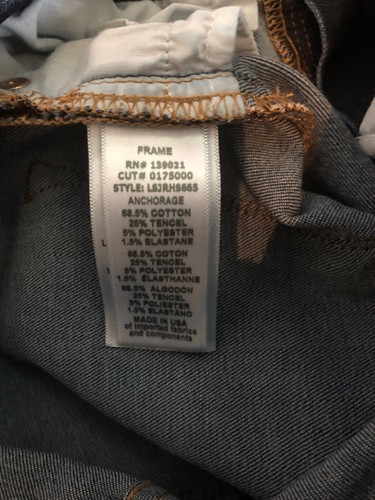 FRAME
RN# 139021
CUT# 0175000
STYLE: LSJRHS665
ANCHORAGE
68.5% COTTON
25% TENCEL
5% POLYESTER
1.5% ELASTANE
68.5% COTON
25% TENCEL
5% POLYESTER
1.5% ÉLASTHANNE
68.5% ALGODÓN
25% TENCEL
5% POLIESTER
1.5% ELASTANO
MADE IN USA
of imported fabrics
and components